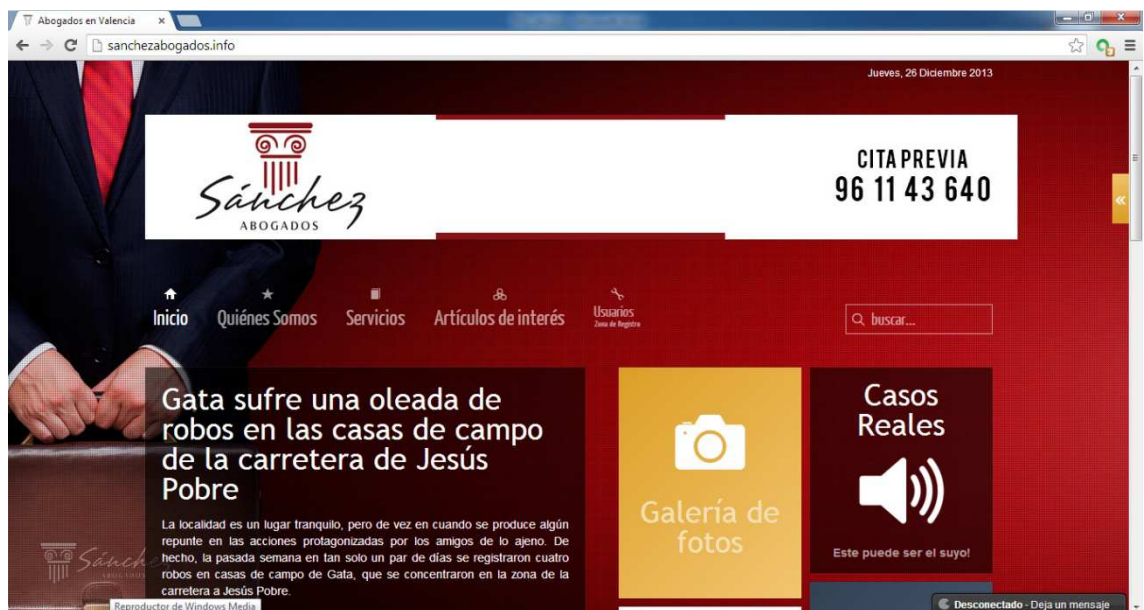 Abogados en Valencia
sanchezabogados.info
Jueves, 26 Diciembre 2013
Sánchez
ABOGADOS
CITA PREVIA
96 11 43 640
Inicio
Quiénes Somos
Servicios
Artículos de interés
Usuarios
Zona de Registro
buscar...
Gata sufre una oleada de
robos en las casas de campo
de la carretera de Jesús
Pobre
La localidad es un lugar tranquilo, pero de vez en cuando se produce algún
repunte en las acciones protagonizadas por los amigos de lo ajeno. De
hecho, la pasada semana en tan solo un par de días se registraron cuatro
robos en casas de campo de Gata, que se concentraron en la zona de la
carretera a Jesús Pobre.
Galería de
fotos
Casos
Reales
Este puede ser el suyo!
Sánchez
ABOGADOS
Reproductor de Windows Media
Desconectado - Deja un mensaje